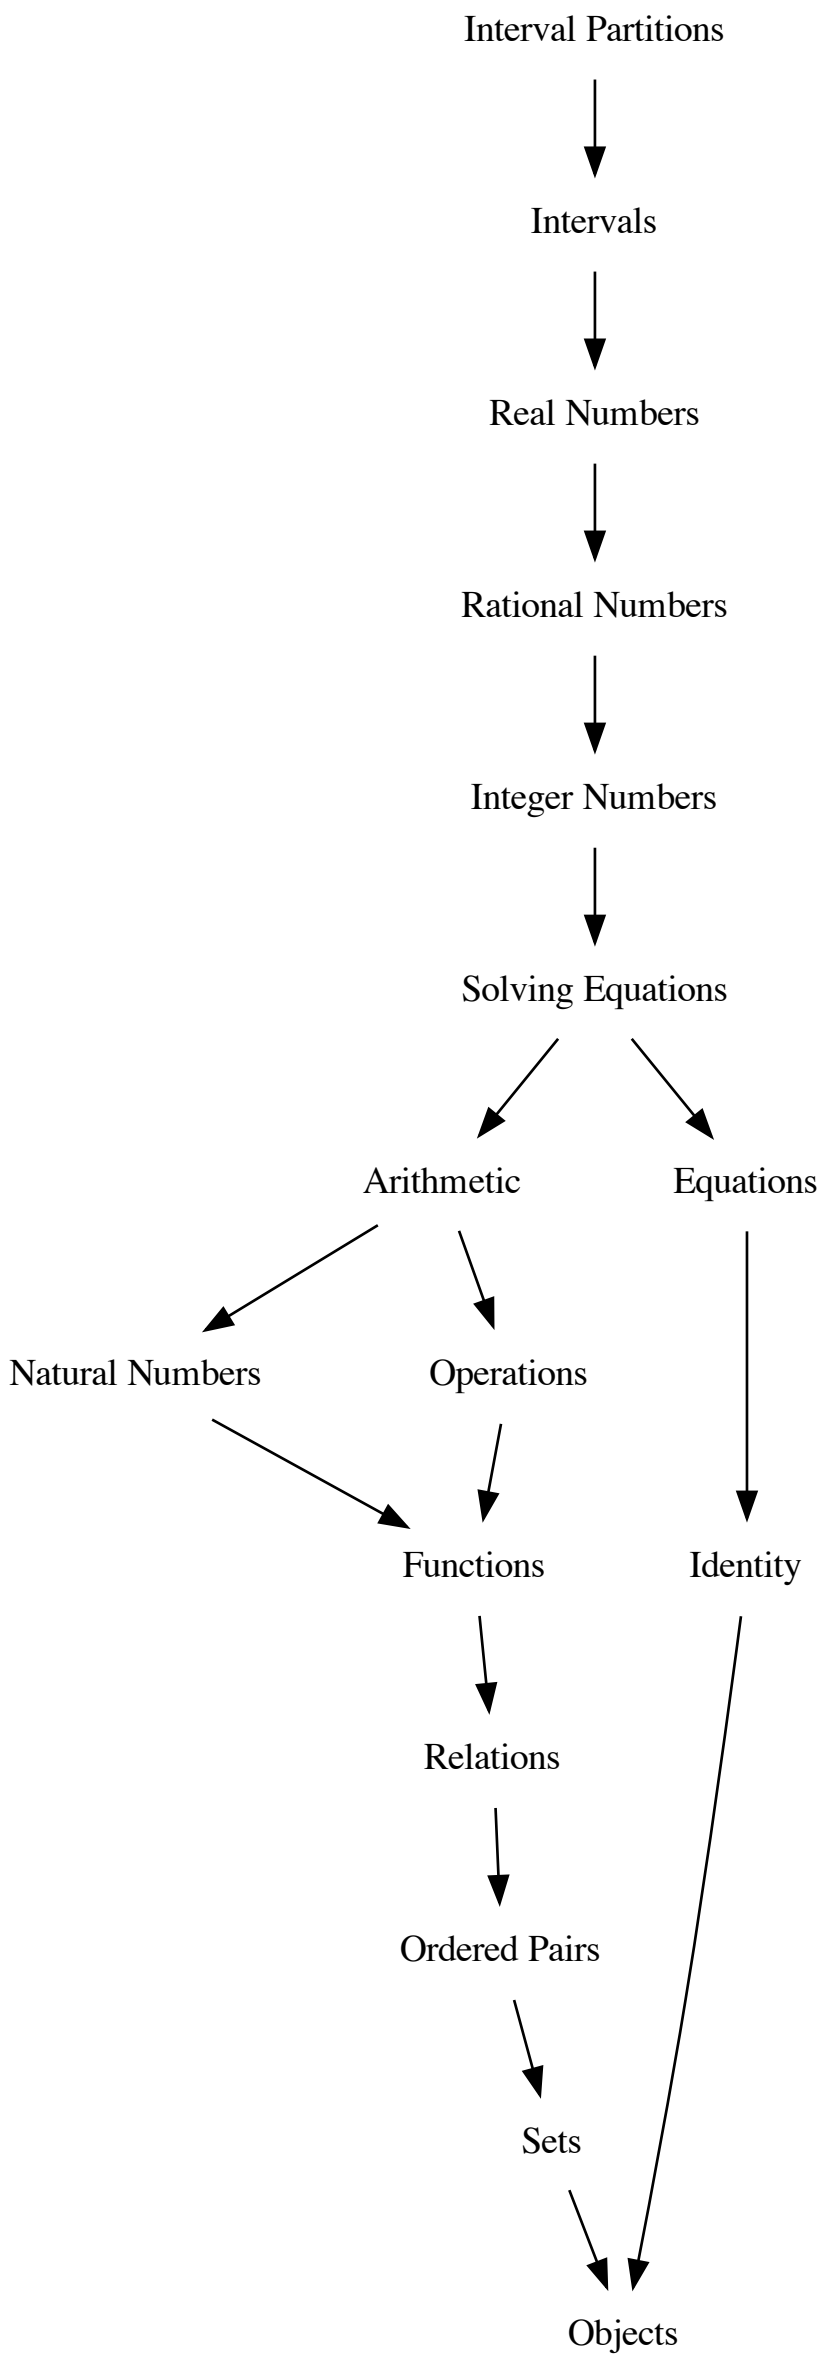 Interval Partitions
Intervals
Real Numbers
Rational Numbers
Integer Numbers
Solving Equations
Arithmetic
Equations
Natural Numbers
Operations
Functions
Identity
Relations
Ordered Pairs
Sets
Objects